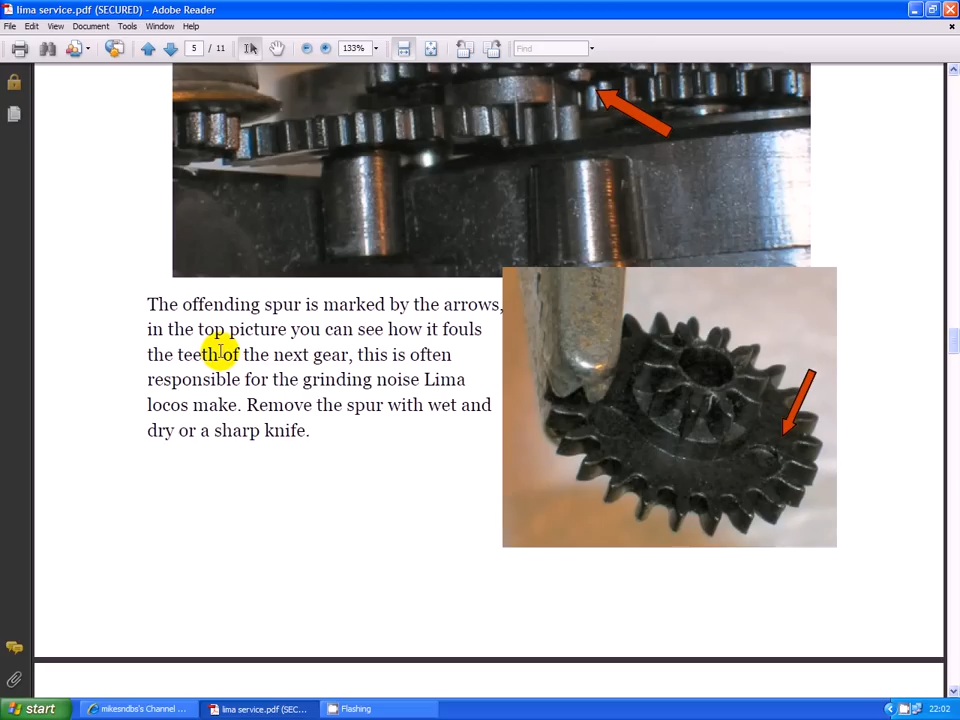 lima service.pdf (SECURED) - Adobe Reader
File Edit View Document Tools Window Help
5 / 11 133% Find
The offending spur is marked by the arrows,
in the top picture you can see how it fouls
the teeth of the next gear, this is often
responsible for the grinding noise Lima
locos make. Remove the spur with wet and
dry or a sharp knife.
start mikesndbs's Channel ... lima service.pdf (SEC... Flashing 22:02